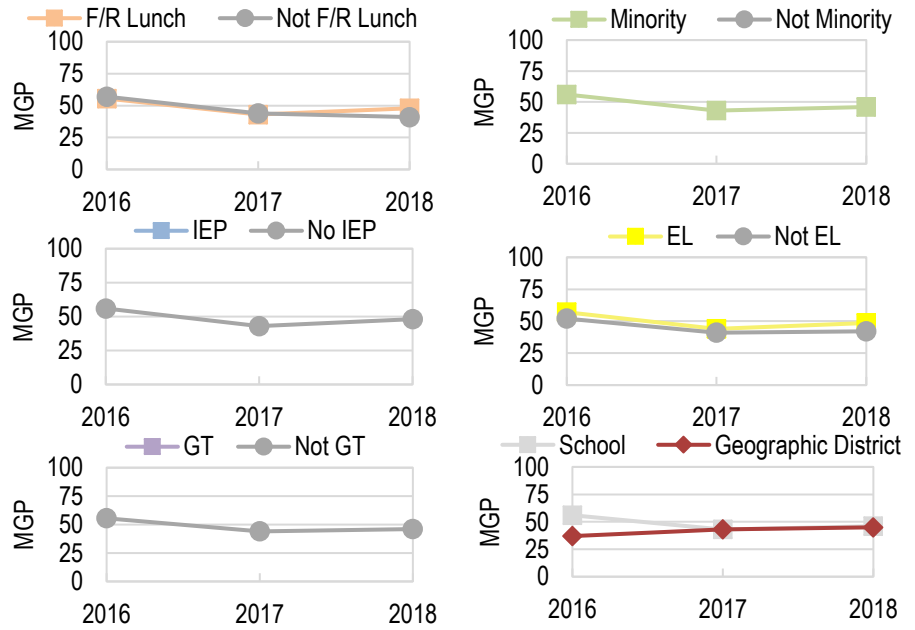 F/R Lunch Not F/R Lunch
100
75
50
25
0
MGP
2016 2017 2018
Minority Not Minority
100
75
50
25
0
MGP
2016 2017 2018
IEP No IEP
100
75
50
25
0
MGP
2016 2017 2018
EL Not EL
100
75
50
25
0
MGP
2016 2017 2018
GT Not GT
100
75
50
25
0
MGP
2016 2017 2018
School Geographic District
100
75
50
25
0
MGP
2016 2017 2018